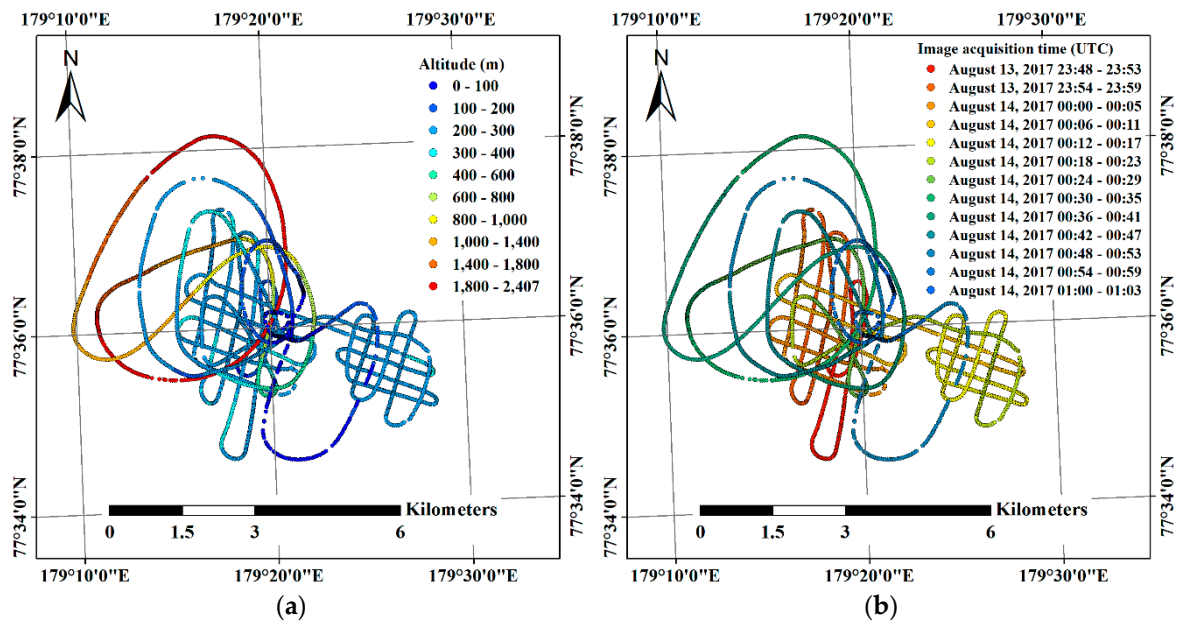 179°10'0"E 179°20'0"E 179°30'0"E
N
Altitude (m)
0 - 100
100 - 200
200 - 300
300 - 400
400 - 600
600 - 800
800 - 1,000
1,000 - 1,400
1,400 - 1,800
1,800 - 2,407
77°38'0"N
77°36'0"N
77°34'0"N
77°38'0"N
77°36'0"N
77°34'0"N
Kilometers
0 1.5 3 6
179°10'0"E 179°20'0"E 179°30'0"E
(a)
179°10'0"E 179°20'0"E 179°30'0"E
N
Image acquisition time (UTC)
August 13, 2017 23:48 - 23:53
August 13, 2017 23:54 - 23:59
August 14, 2017 00:00 - 00:05
August 14, 2017 00:06 - 00:11
August 14, 2017 00:12 - 00:17
August 14, 2017 00:18 - 00:23
August 14, 2017 00:24 - 00:29
August 14, 2017 00:30 - 00:35
August 14, 2017 00:36 - 00:41
August 14, 2017 00:42 - 00:47
August 14, 2017 00:48 - 00:53
August 14, 2017 00:54 - 00:59
August 14, 2017 01:00 - 01:03
77°38'0"N
77°36'0"N
77°34'0"N
77°38'0"N
77°36'0"N
77°34'0"N
Kilometers
0 1.5 3 6
179°10'0"E 179°20'0"E 179°30'0"E
(b)